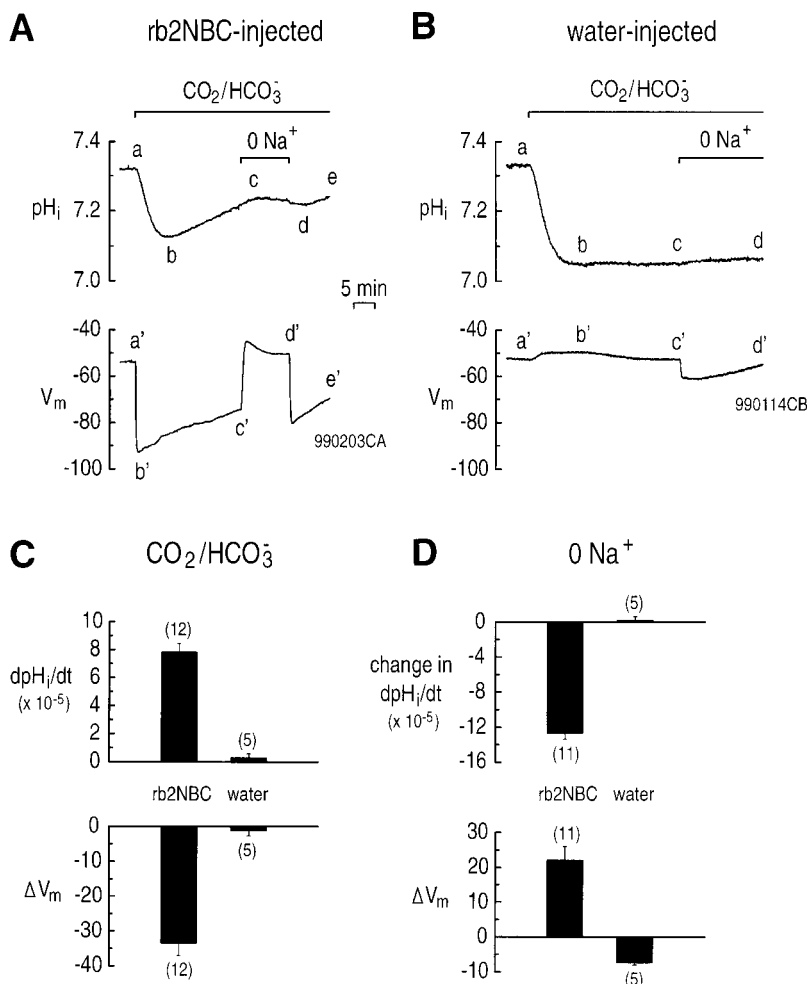 A rb2NBC-injected
CO2/HCO3-
0 Na+
7.4
7.2
7.0
pHi
a
b
c
d
e
5 min
-40
-60
-80
-100
Vm
a'
b'
c'
d'
e'
990203CA
B water-injected
CO2/HCO3-
0 Na+
7.4
7.2
7.0
pHi
a
b
c
d
-40
-60
-80
-100
Vm
a'
b'
c'
d'
990114CB
C CO2/HCO3-
10
8
6
4
2
0
dpHi/dt
(x 10-5)
(12)
(5)
rb2NBC water
0
-10
-20
-30
-40
ΔVm
(12)
(5)
D 0 Na+
0
-4
-8
-12
-16
change in
dpHi/dt
(x 10-5)
(11)
(5)
rb2NBC water
30
20
10
0
-10
ΔVm
(11)
(5)